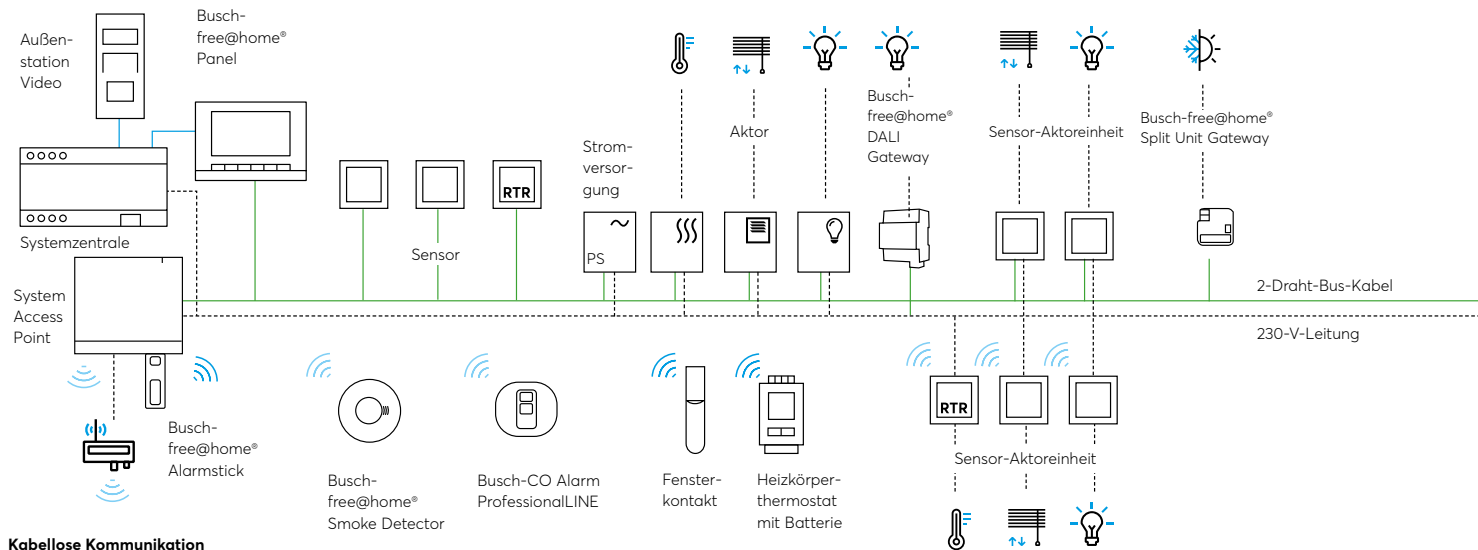 Außen-
station
Video
Busch-
free@home®
Panel
Systemzentrale
System
Access
Point
Sensor
RTR
Strom-
versor-
gung
PS
Aktor
Busch-
free@home®
DALI
Gateway
Sensor-Aktoreinheit
Busch-free@home®
Split Unit Gateway
2-Draht-Bus-Kabel
230-V-Leitung
Busch-
free@home®
Alarmstick
Busch-
free@home®
Smoke Detector
Busch-CO Alarm
ProfessionalLINE
Fenster-
kontakt
Heizkörper-
thermostat
mit Batterie
RTR
Sensor-Aktoreinheit
Kabellose Kommunikation